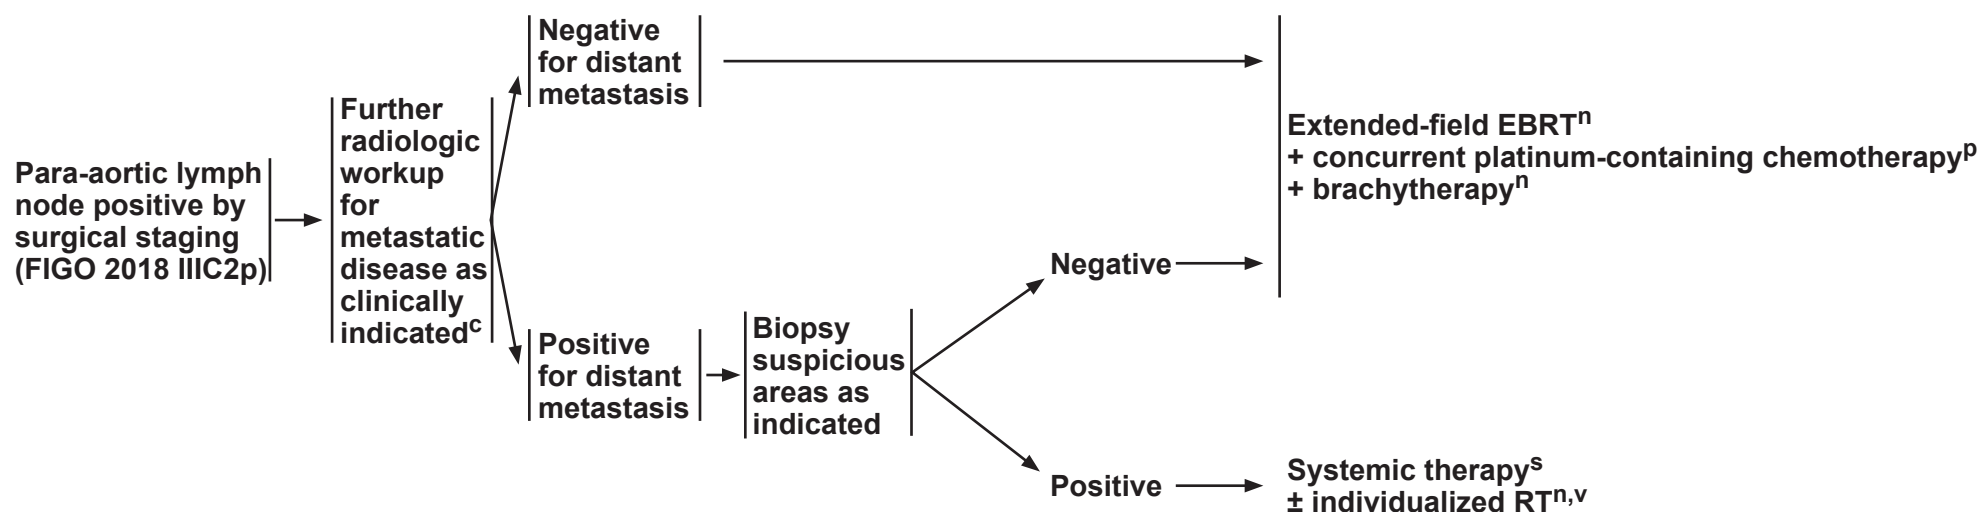 Para-aortic lymph
node positive by
surgical staging
(FIGO 2018 IIIC2p)
Further
radiologic
workup
for
metastatic
disease as
clinically
indicatedᶜ
Negative
for distant
metastasis
Positive
for distant
metastasis
Biopsy
suspicious
areas as
indicated
Negative
Positive
Extended-field EBRTⁿ
+ concurrent platinum-containing chemotherapyᵖ
+ brachytherapyⁿ
Systemic therapyˢ
± individualized RTⁿ,ᵛ